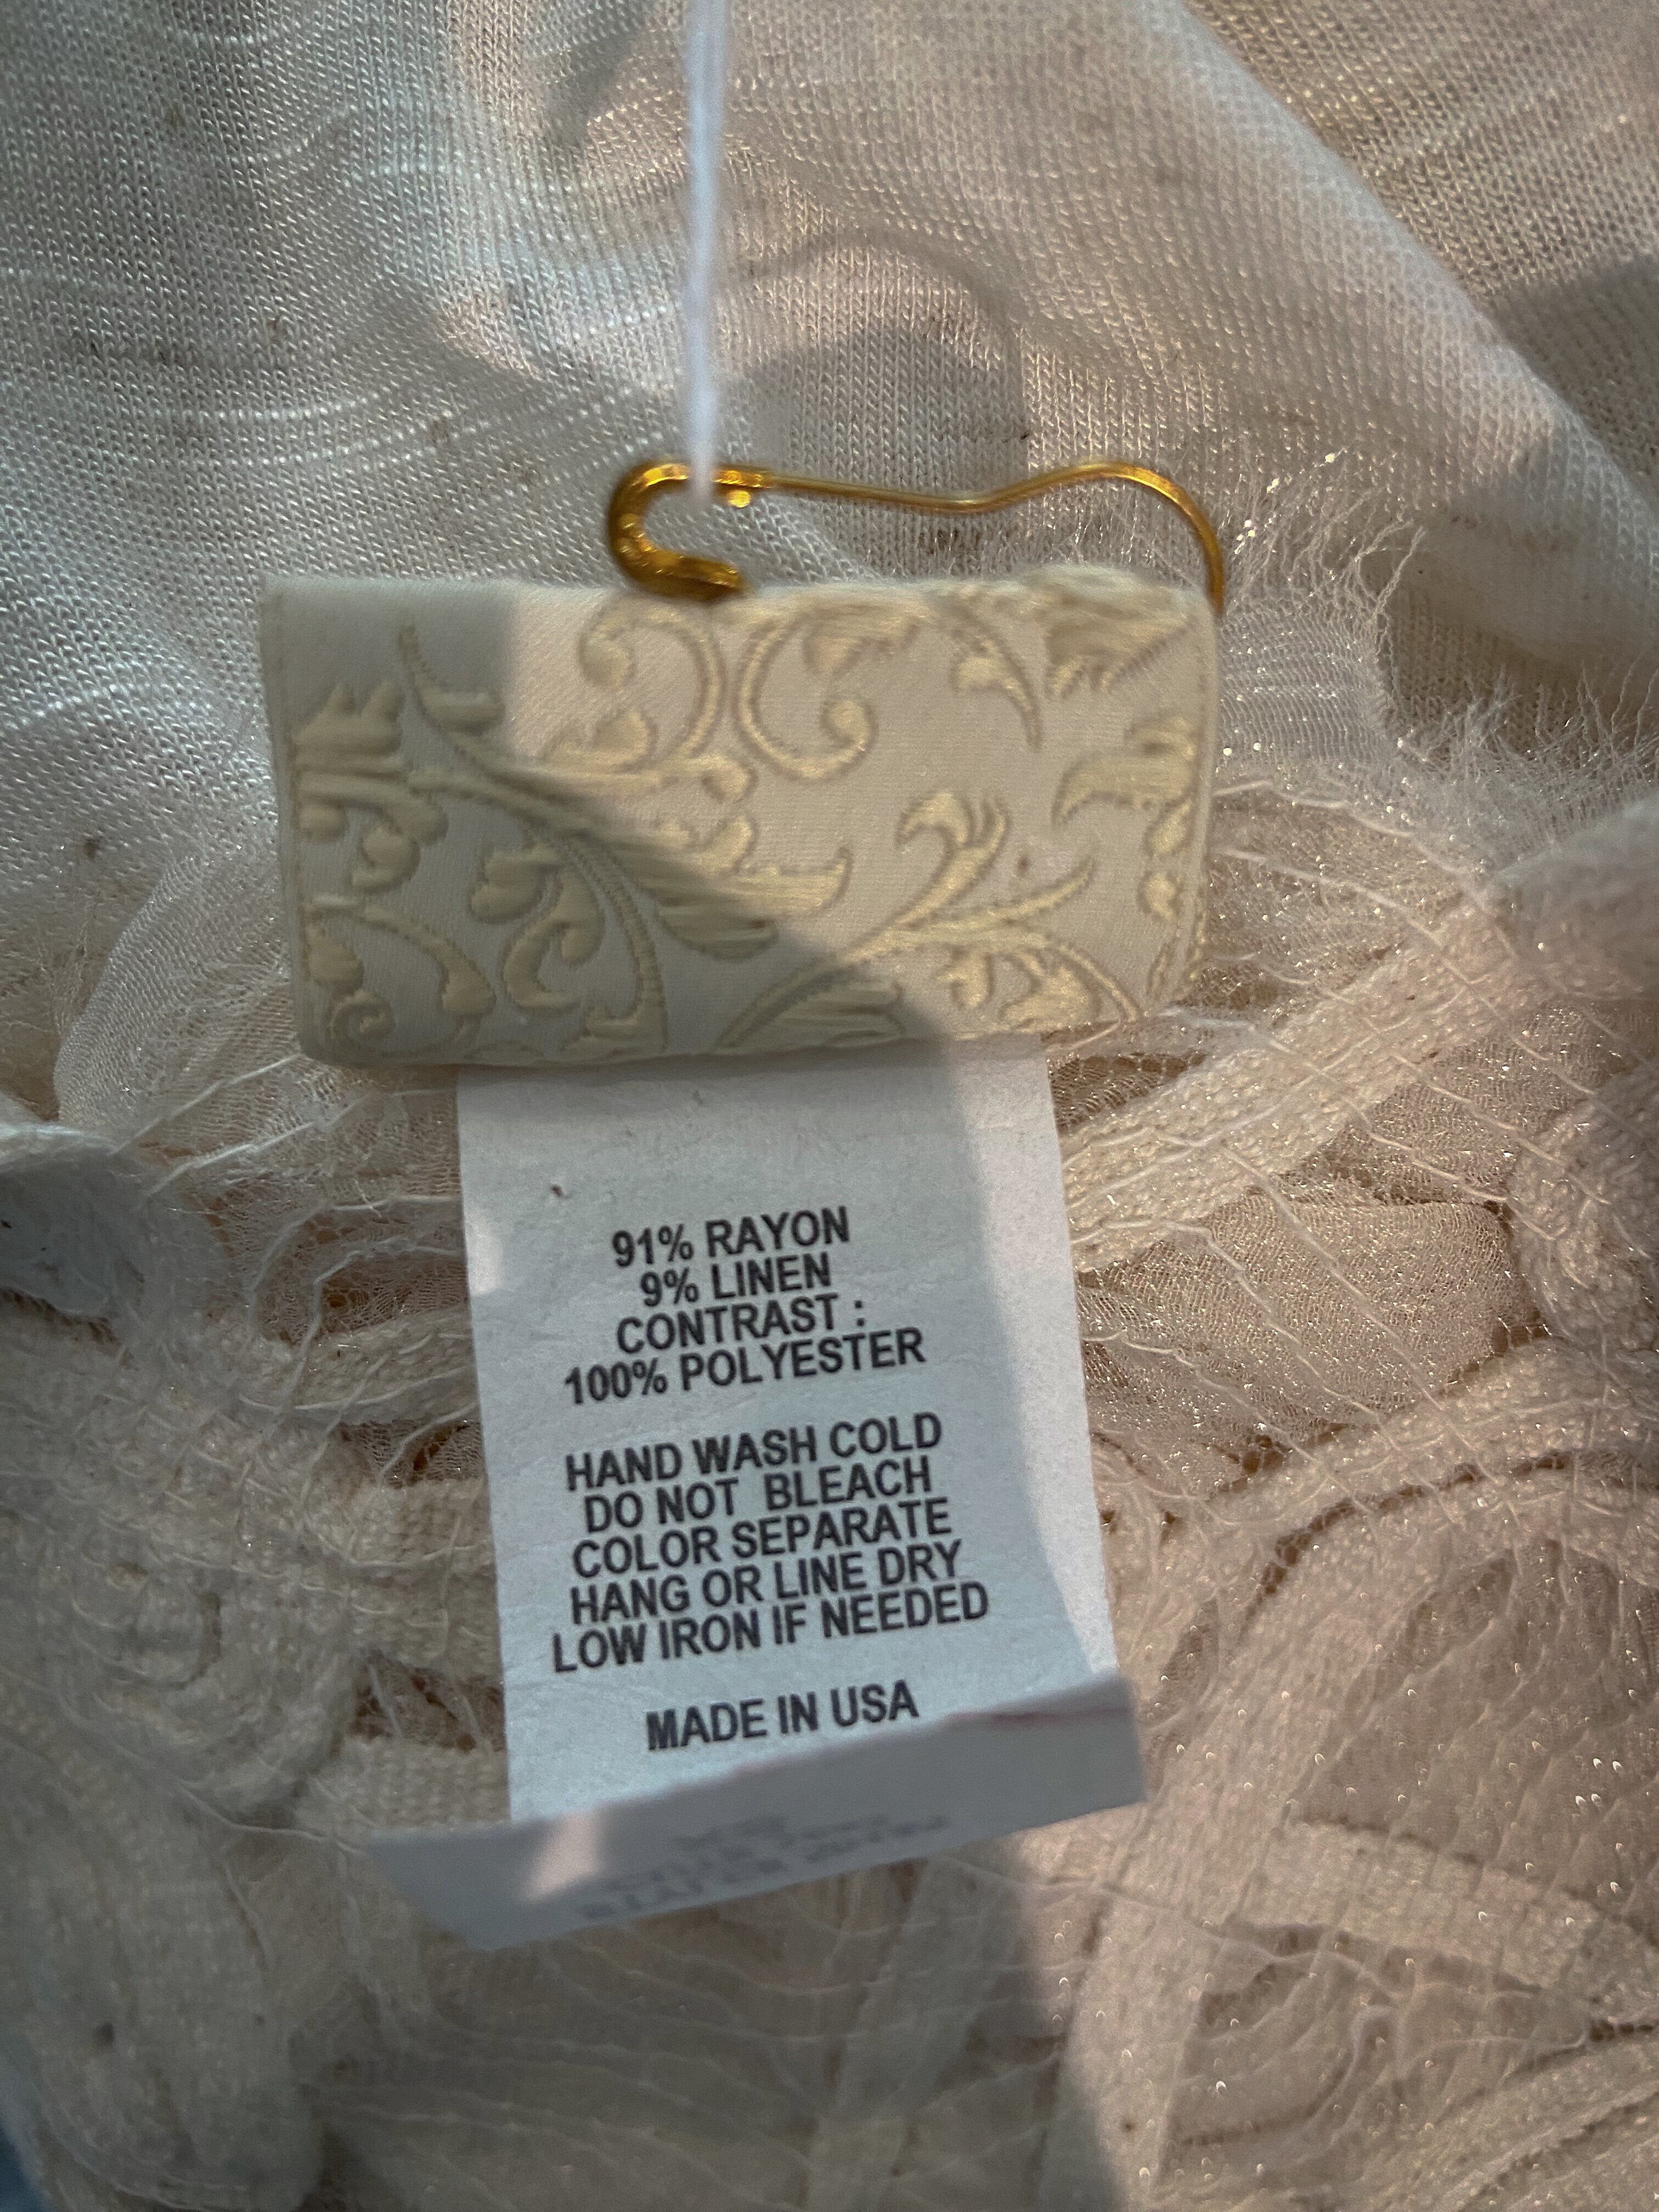 91% RAYON
9% LINEN
CONTRAST :
100% POLYESTER
HAND WASH COLD
DO NOT BLEACH
COLOR SEPARATE
HANG OR LINE DRY
LOW IRON IF NEEDED
MADE IN USA